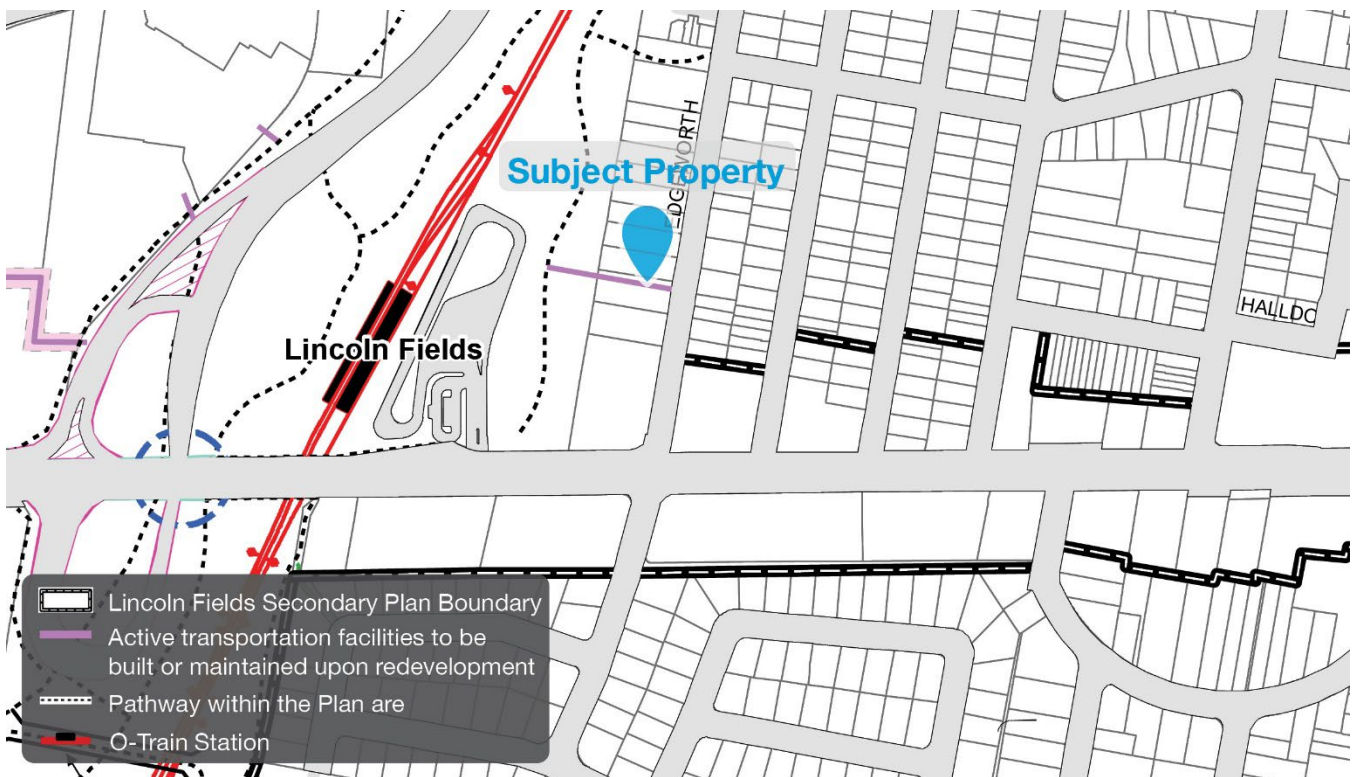 EDGEWORTH
Subject Property
HALLDO
Lincoln Fields
Lincoln Fields Secondary Plan Boundary
Active transportation facilities to be
built or maintained upon redevelopment
Pathway within the Plan are
O-Train Station